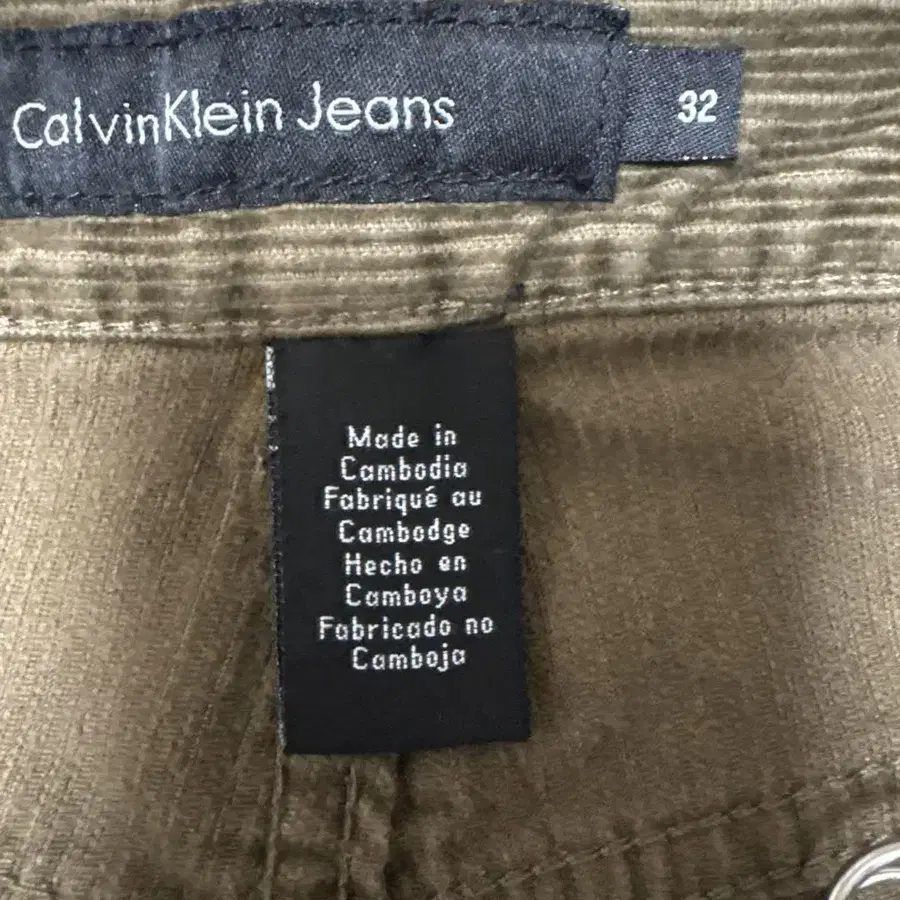 CalvinKlein Jeans
32
Made in
Cambodia
Fabriqué au
Cambodge
Hecho en
Camboya
Fabricado no
Camboja